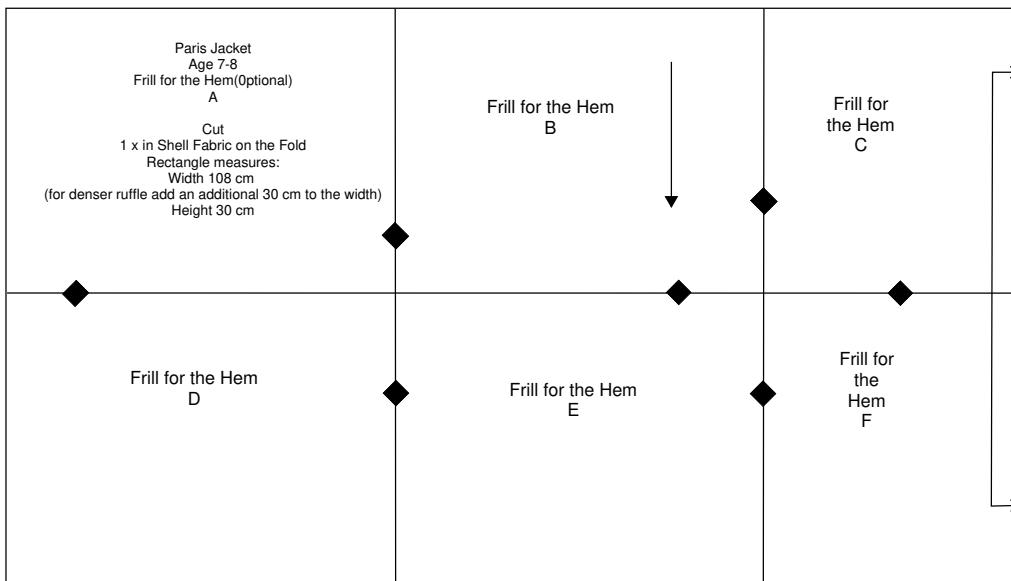 Paris Jacket
Age 7-8
Frill for the Hem(0ptional)
A
Cut
1 x in Shell Fabric on the Fold
Rectangle measures:
Width 108 cm
(for denser ruffle add an additional 30 cm to the width)
Height 30 cm
Frill for the Hem
B
Frill for
the Hem
C
Frill for the Hem
D
Frill for the Hem
E
Frill for
the
Hem
F